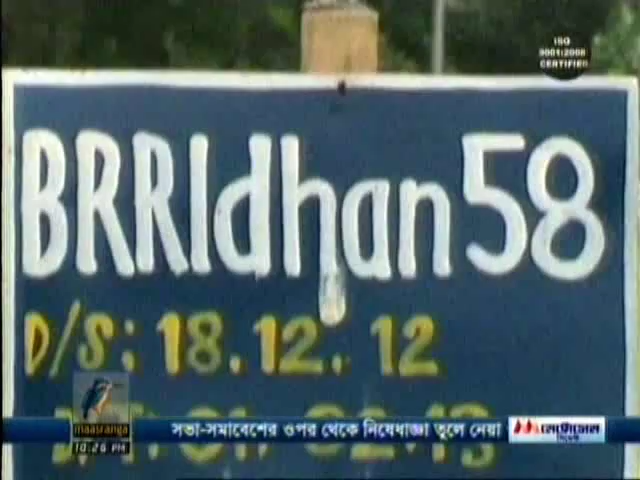 ISO
9001:2008
CERTIFIED
BRRIdhan58
D/S: 18.12.12
maasranga
10:26 PM
সভা-সমাবেশের ওপর থেকে নিষেধাজ্ঞা তুলে নেয়া